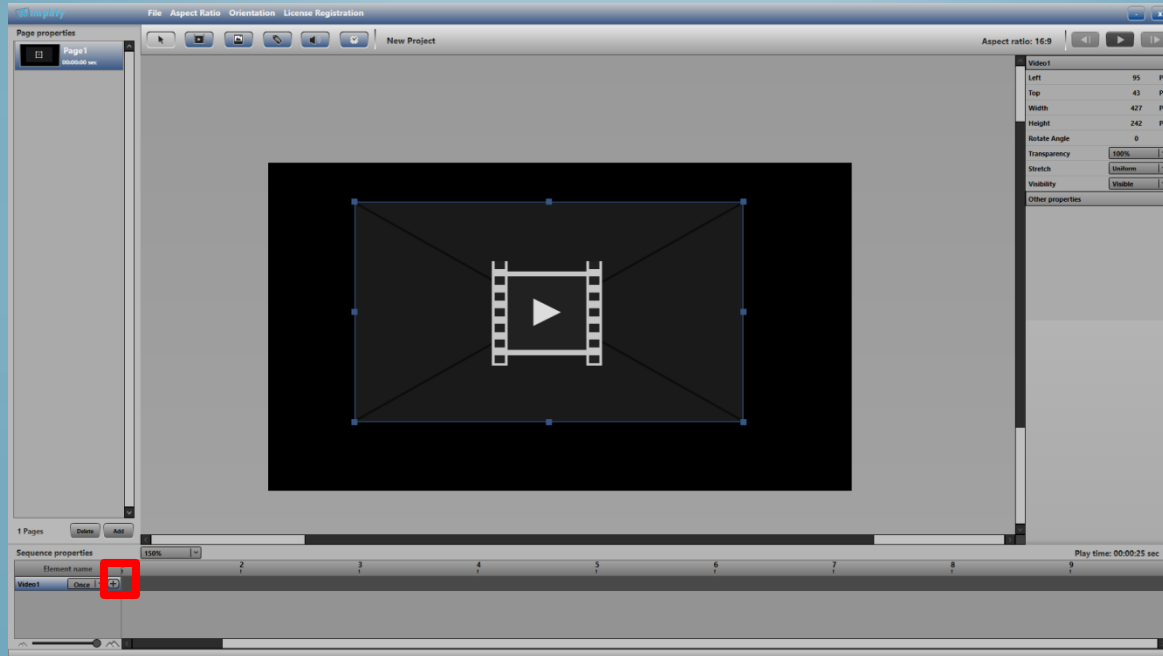 mplify
File Aspect Ratio Orientation License Registration
Page properties
New Project
Aspect ratio: 16:9
Page1
00:00:00 sec
Video1
Left 95 P
Top 43 P
Width 427 P
Height 242 P
Rotate Angle 0
Transparency 100%
Stretch Uniform
Visibility Visible
Other properties
1 Pages Delete Add
Sequence properties
150%
Play time: 00:00:25 sec
Element name
2 3 4 5 6 7 8 9
Video1 Once